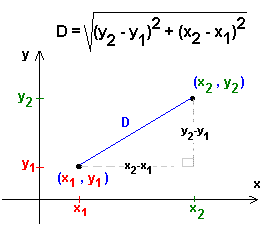 D = √(y₂ - y₁)² + (x₂ - x₁)²
y
(x₂ , y₂)
y₂
D
y₂-y₁
y₁
x₂-x₁
(x₁ , y₁)
x
x₁
x₂